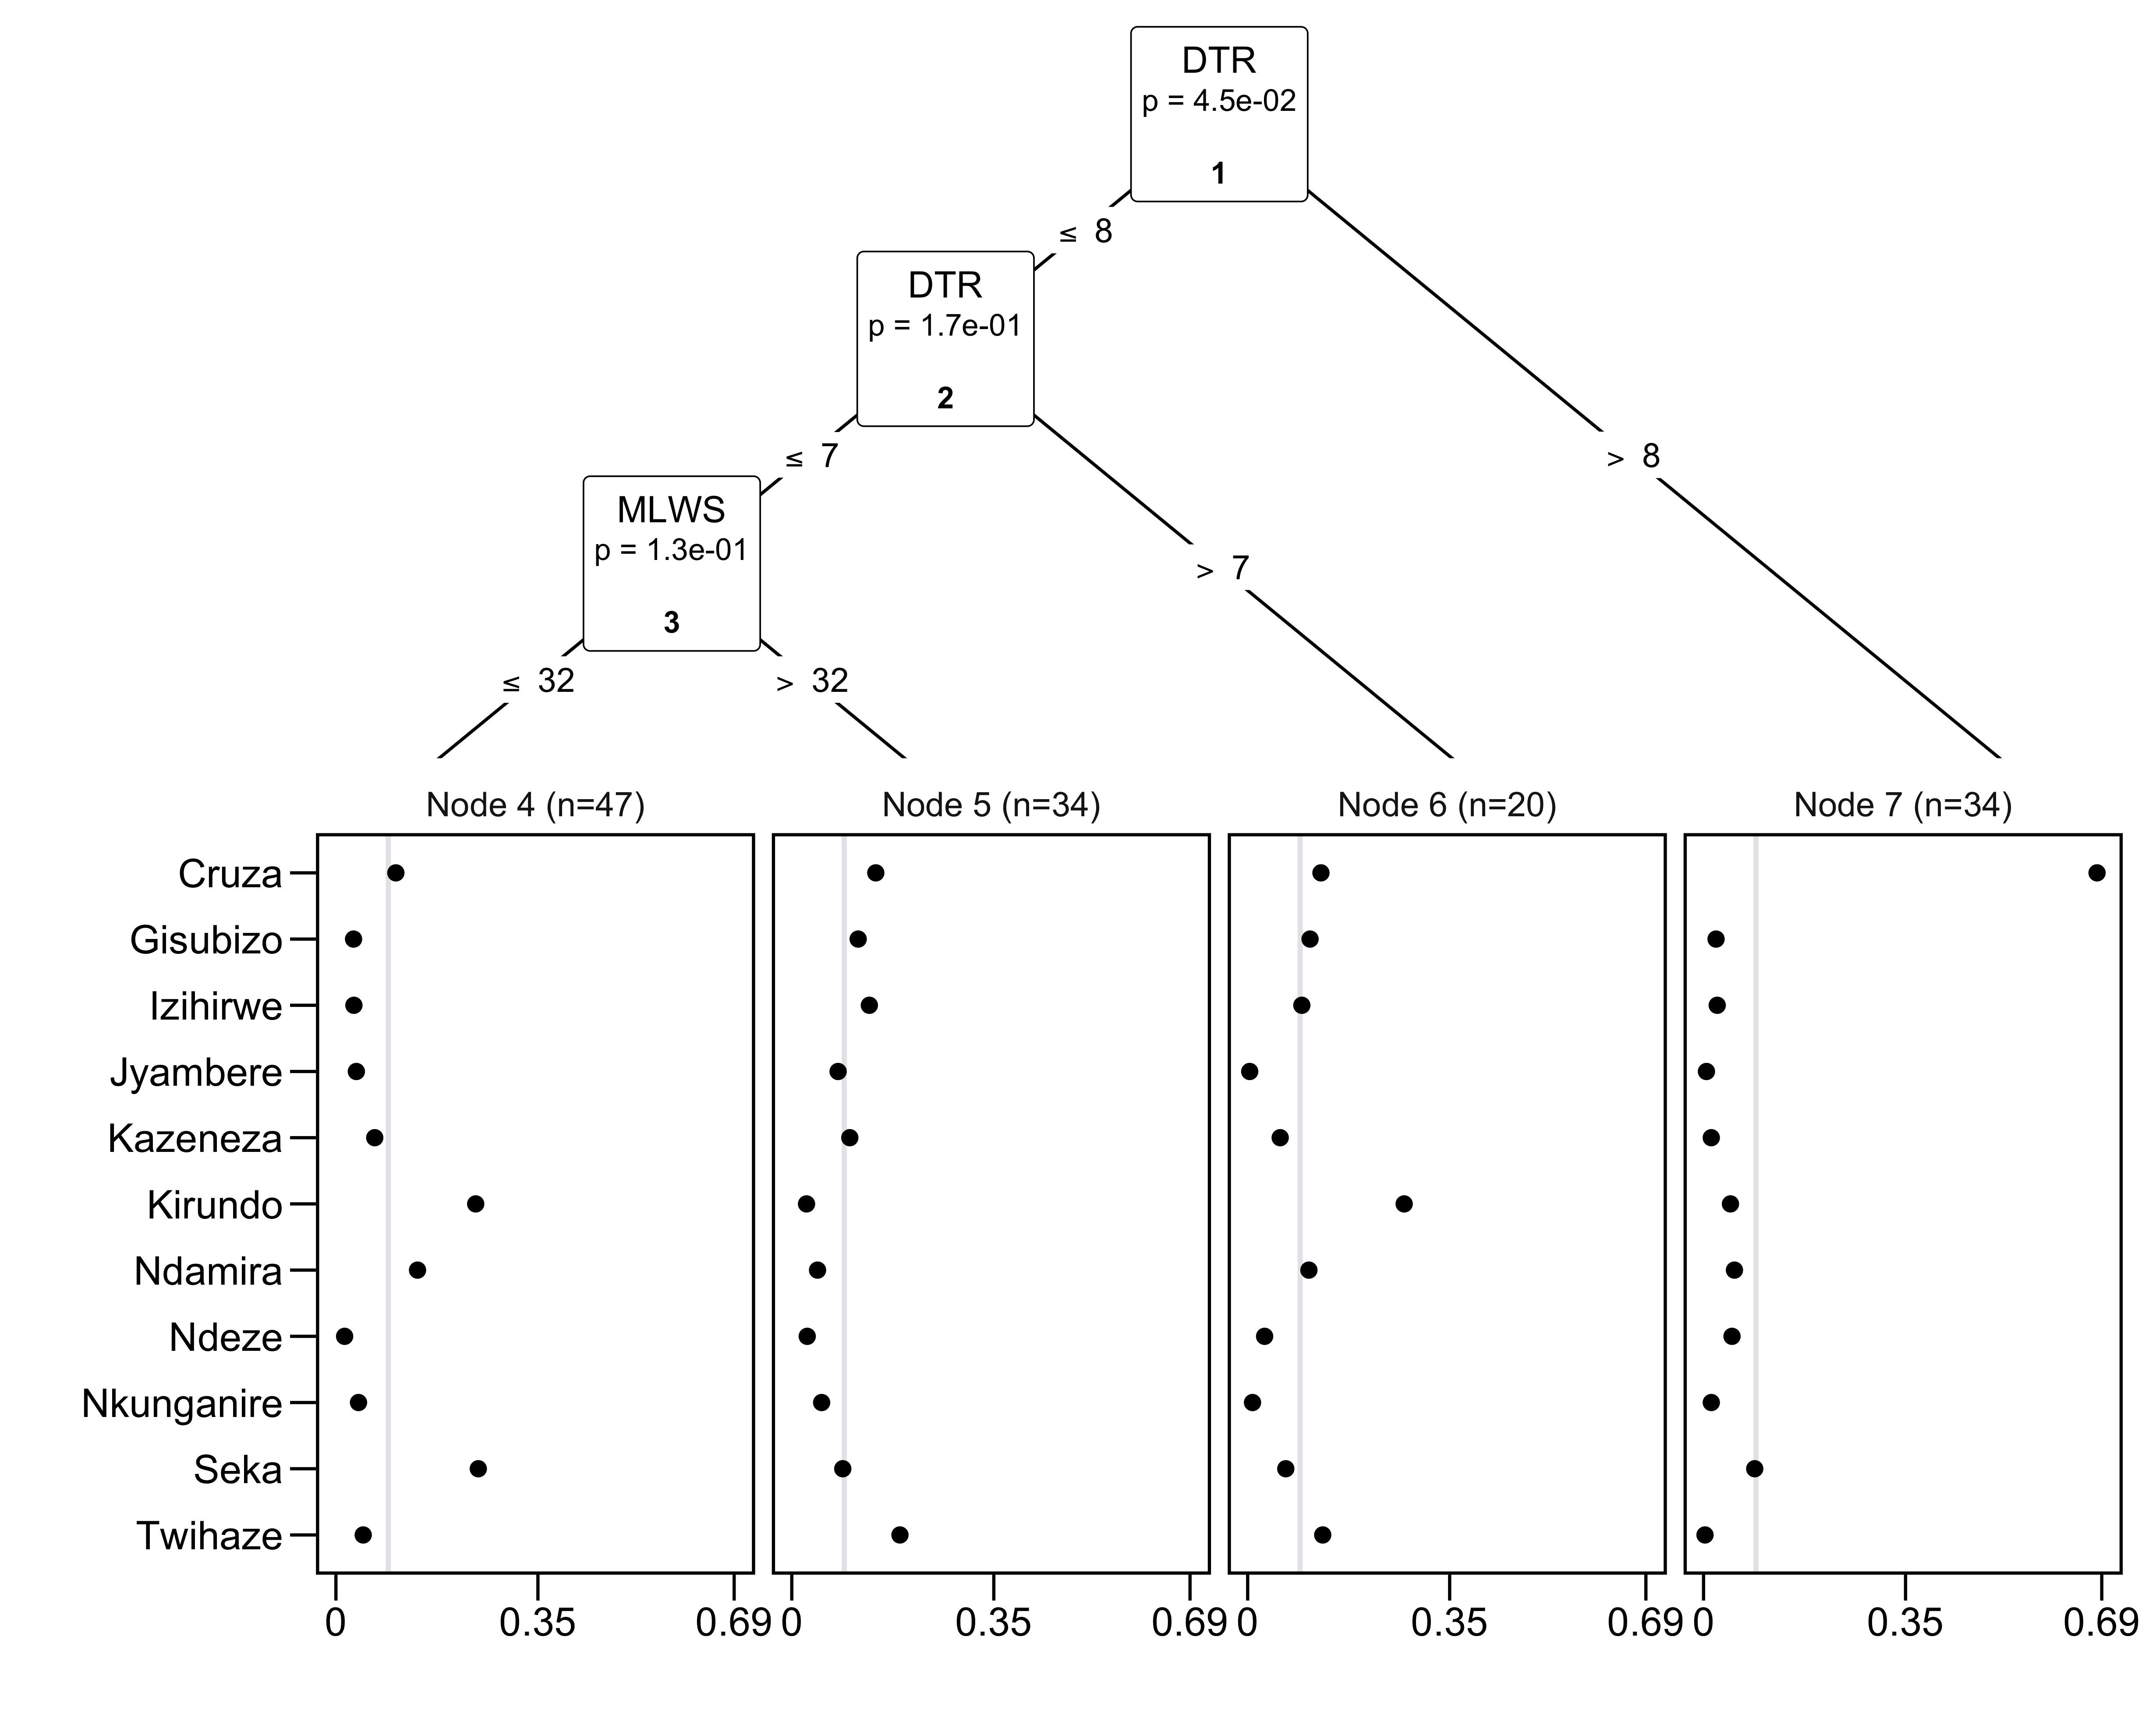 DTR
p = 4.5e-02
1
≤ 8
> 8
DTR
p = 1.7e-01
2
≤ 7
> 7
MLWS
p = 1.3e-01
3
≤ 32
> 32
Node 4 (n=47)
Node 5 (n=34)
Node 6 (n=20)
Node 7 (n=34)
Cruza
Gisubizo
Izihirwe
Jyambere
Kazeneza
Kirundo
Ndamira
Ndeze
Nkunganire
Seka
Twihaze
0 0.35 0.69 0 0.35 0.69 0 0.35 0.69 0 0.35 0.69